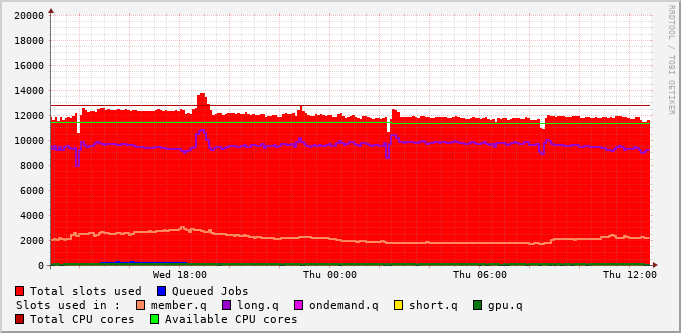 20000
18000
16000
14000
12000
10000
8000
6000
4000
2000
0
Wed 18:00 Thu 00:00 Thu 06:00 Thu 12:00
RRDTOOL / TOBI OETIKER
Total slots used Queued Jobs
Slots used in : member.q long.q ondemand.q short.q gpu.q
Total CPU cores Available CPU cores